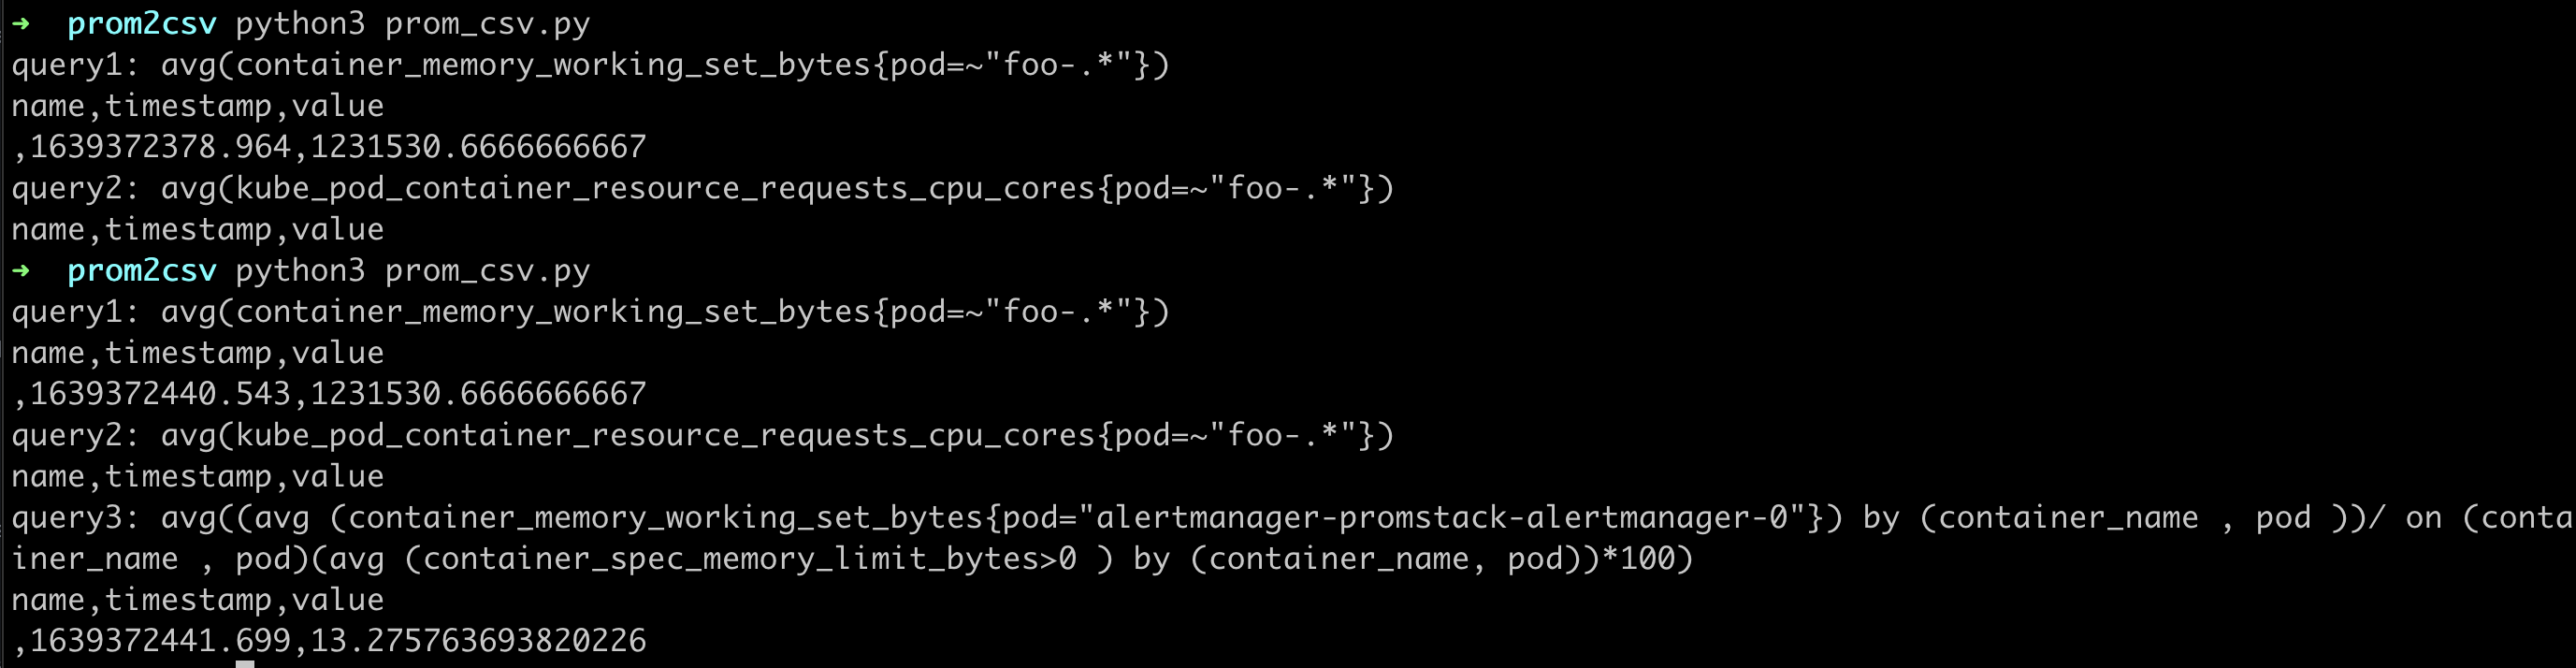 ➜  prom2csv python3 prom_csv.py
query1: avg(container_memory_working_set_bytes{pod=~"foo-.*"})
name,timestamp,value
,1639372378.964,1231530.6666666667
query2: avg(kube_pod_container_resource_requests_cpu_cores{pod=~"foo-.*"})
name,timestamp,value
➜  prom2csv python3 prom_csv.py
query1: avg(container_memory_working_set_bytes{pod=~"foo-.*"})
name,timestamp,value
,1639372440.543,1231530.6666666667
query2: avg(kube_pod_container_resource_requests_cpu_cores{pod=~"foo-.*"})
name,timestamp,value
query3: avg((avg (container_memory_working_set_bytes{pod="alertmanager-promstack-alertmanager-0"}) by (container_name , pod ))/ on (conta
iner_name , pod)(avg (container_spec_memory_limit_bytes>0 ) by (container_name, pod))*100)
name,timestamp,value
,1639372441.699,13.275763693820226